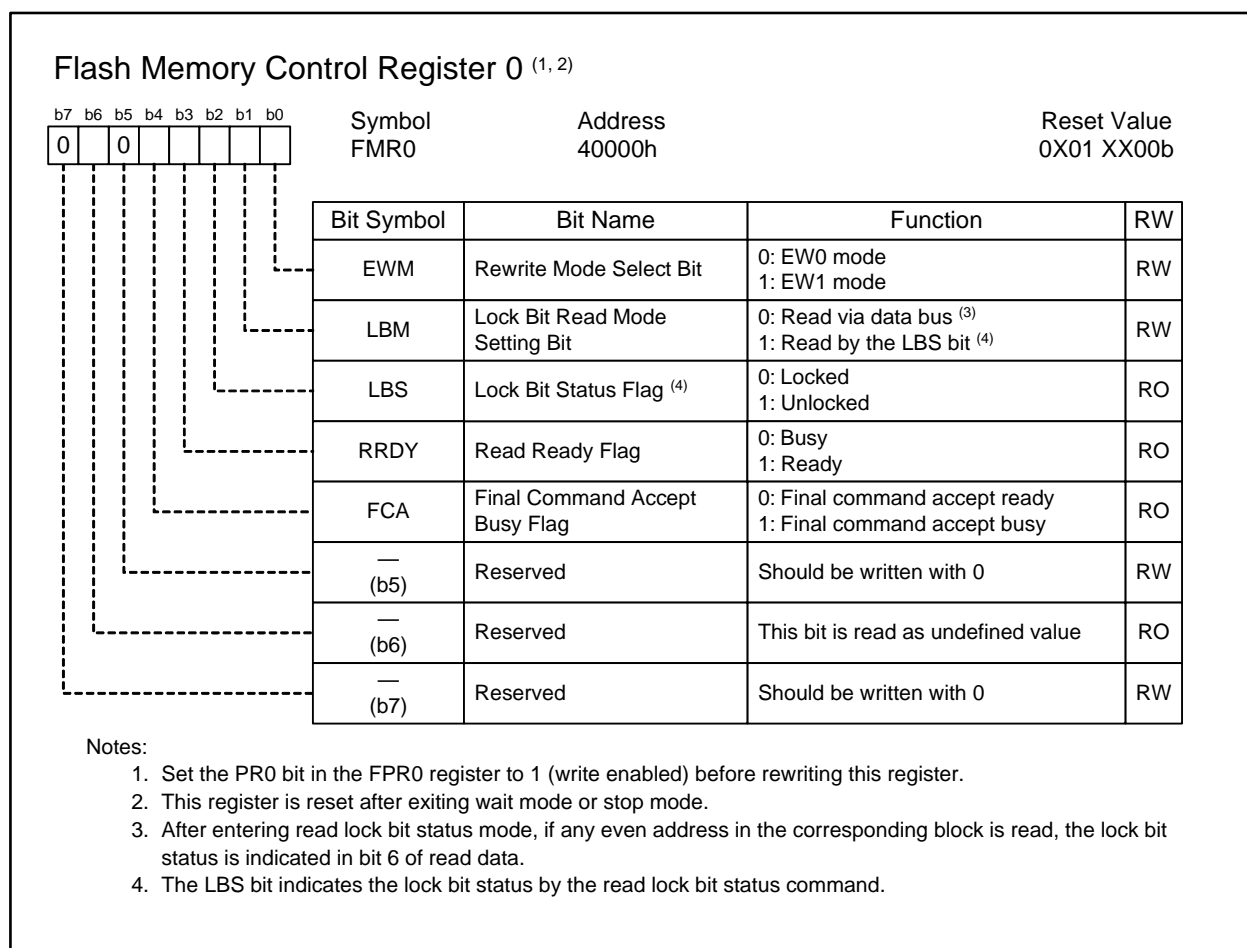 Flash Memory Control Register 0 (1, 2)
b7 b6 b5 b4 b3 b2 b1 b0
0 0
Symbol Address Reset Value
FMR0 40000h 0X01 XX00b
Bit Symbol Bit Name Function RW
EWM Rewrite Mode Select Bit 0: EW0 mode
1: EW1 mode RW
LBM Lock Bit Read Mode
Setting Bit 0: Read via data bus (3)
1: Read by the LBS bit (4) RW
LBS Lock Bit Status Flag (4) 0: Locked
1: Unlocked RO
RRDY Read Ready Flag 0: Busy
1: Ready RO
FCA Final Command Accept
Busy Flag 0: Final command accept ready
1: Final command accept busy RO
—
(b5) Reserved Should be written with 0 RW
—
(b6) Reserved This bit is read as undefined value RO
—
(b7) Reserved Should be written with 0 RW
Notes:
1. Set the PR0 bit in the FPR0 register to 1 (write enabled) before rewriting this register.
2. This register is reset after exiting wait mode or stop mode.
3. After entering read lock bit status mode, if any even address in the corresponding block is read, the lock bit
status is indicated in bit 6 of read data.
4. The LBS bit indicates the lock bit status by the read lock bit status command.